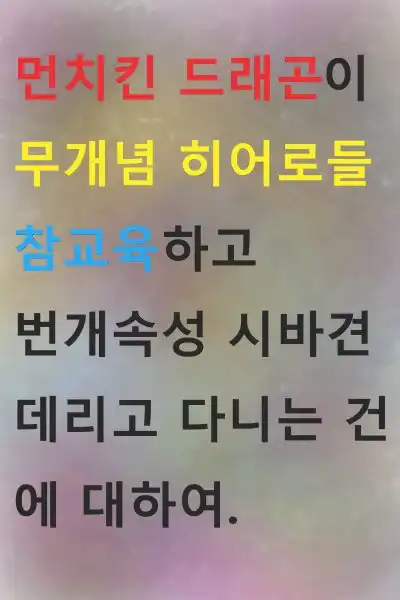 먼치킨 드래곤이
무개념 히어로들
참교육하고
번개속성 시바견
데리고 다니는 건
에 대하여.